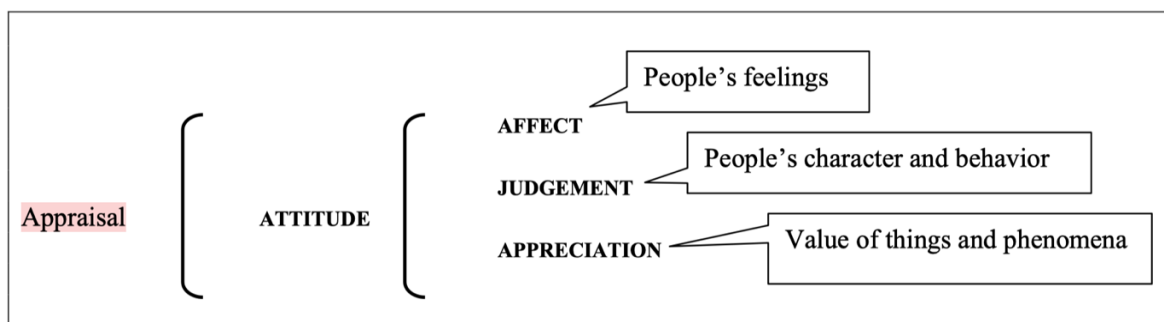 People’s feelings
AFFECT
People’s character and behavior
JUDGEMENT
Appraisal
ATTITUDE
APPRECIATION
Value of things and phenomena